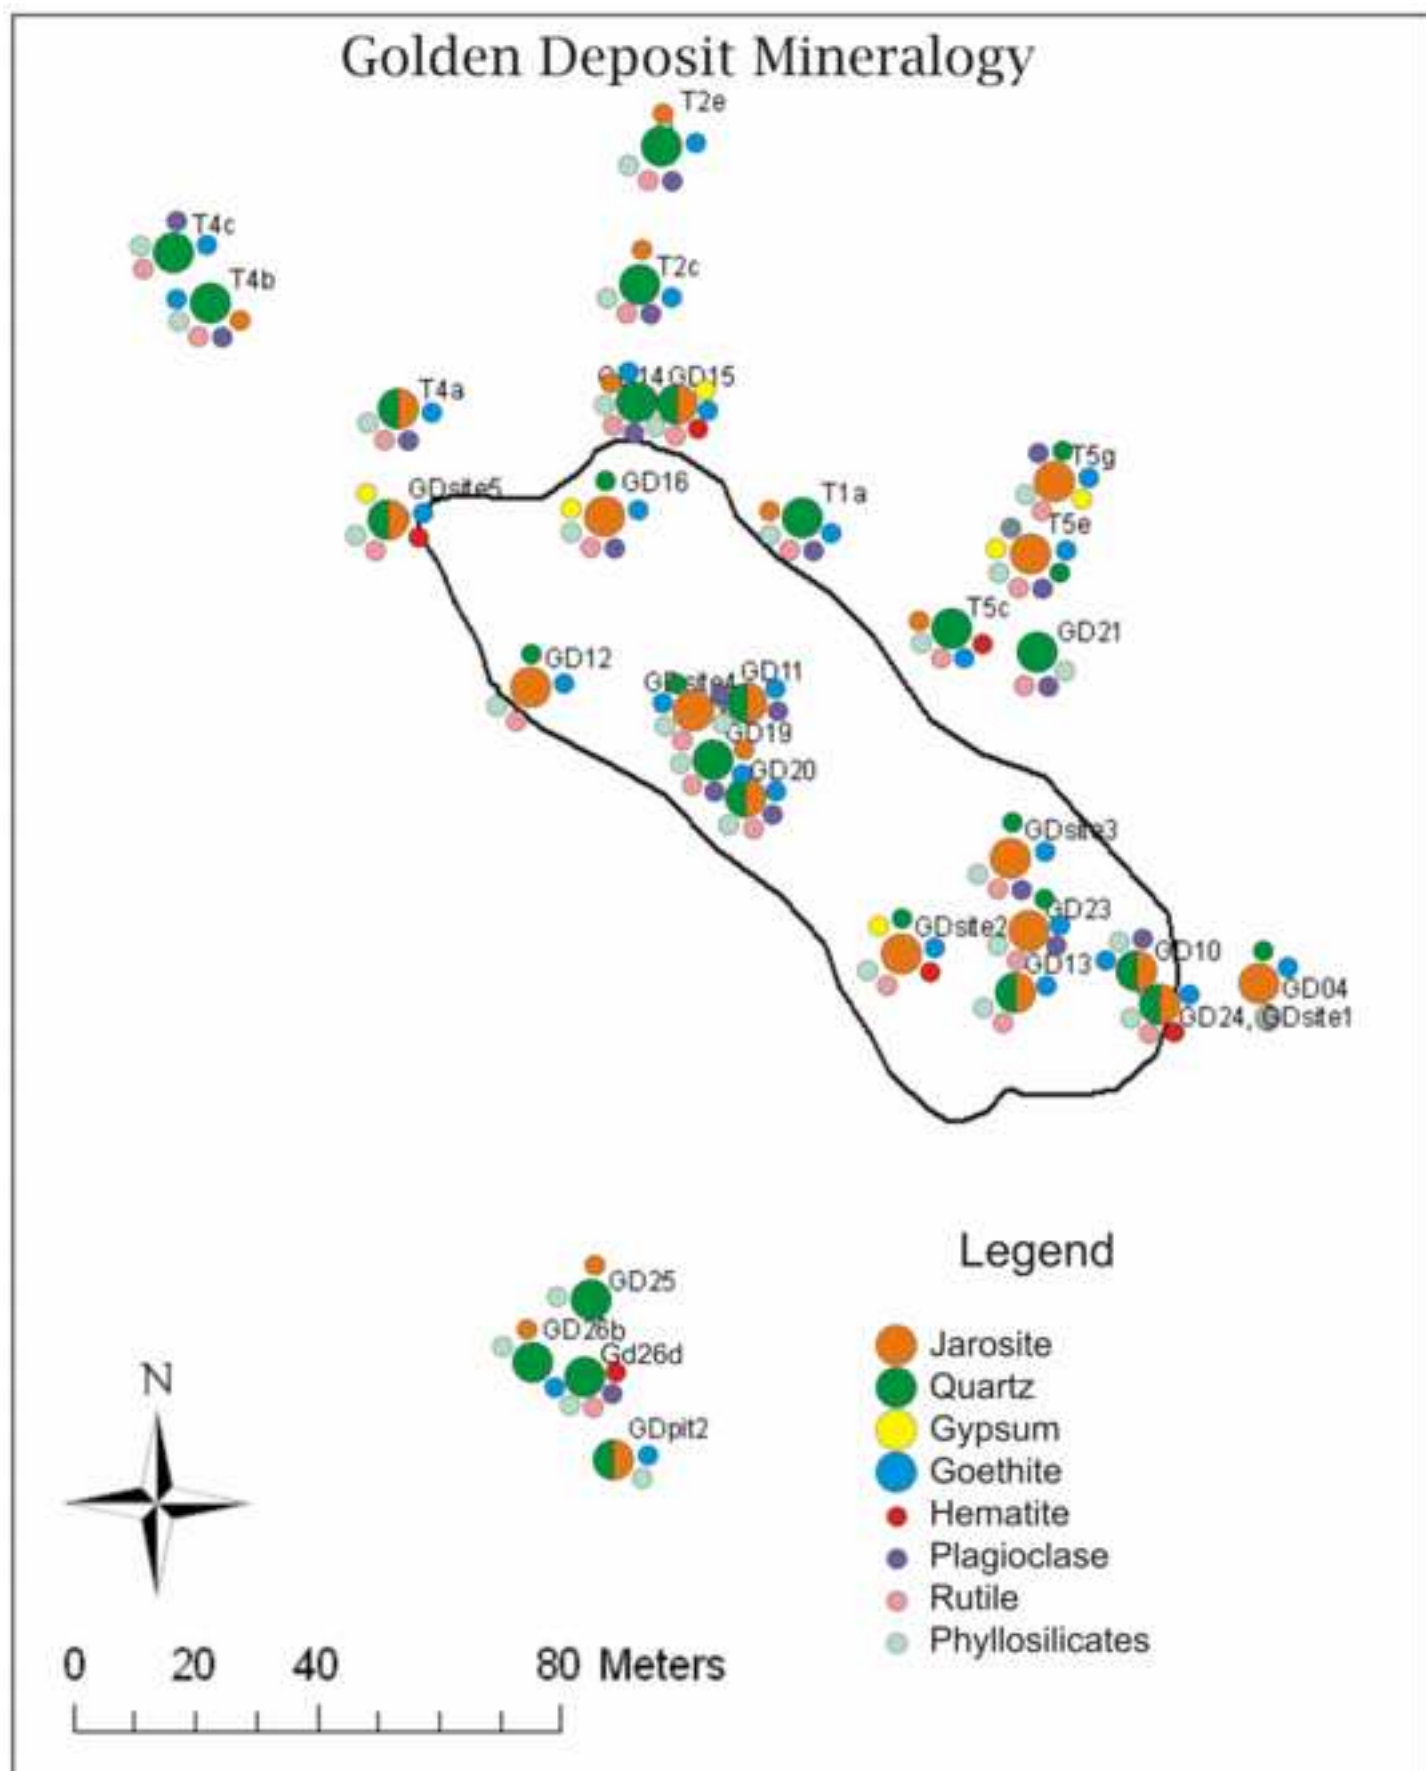 Golden Deposit Mineralogy
T2e
T4c
T2c
T4b
GD14 GD15
T4a
T5g
GDsite5
GD16
T1a
T5e
T5c
GD21
GD12
GDsite4
GD11
GD19
GD20
GDsite3
GD23
GDsite2
GD10
GD13
GD04
GD24, GDsite1
Legend
GD25
GD26b
Jarosite
Gd26d
Quartz
N
GDpit2
Gypsum
Goethite
Hematite
Plagioclase
Rutile
Phyllosilicates
0 20 40 80 Meters